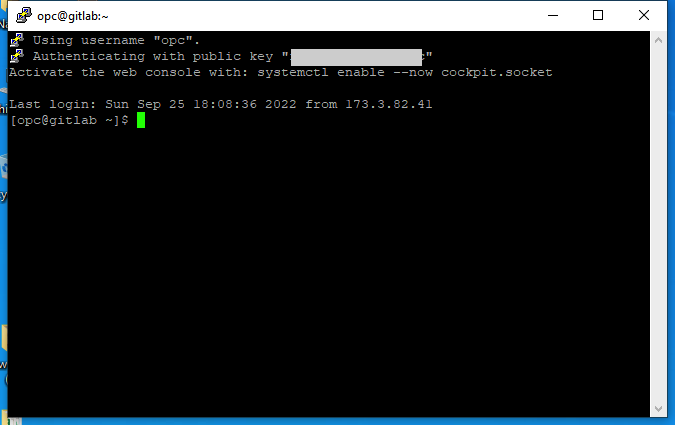 opc@gitlab:~
Using username "opc".
Authenticating with public key "
Activate the web console with: systemctl enable --now cockpit.socket
Last login: Sun Sep 25 18:08:36 2022 from 173.3.82.41
[opc@gitlab ~]$